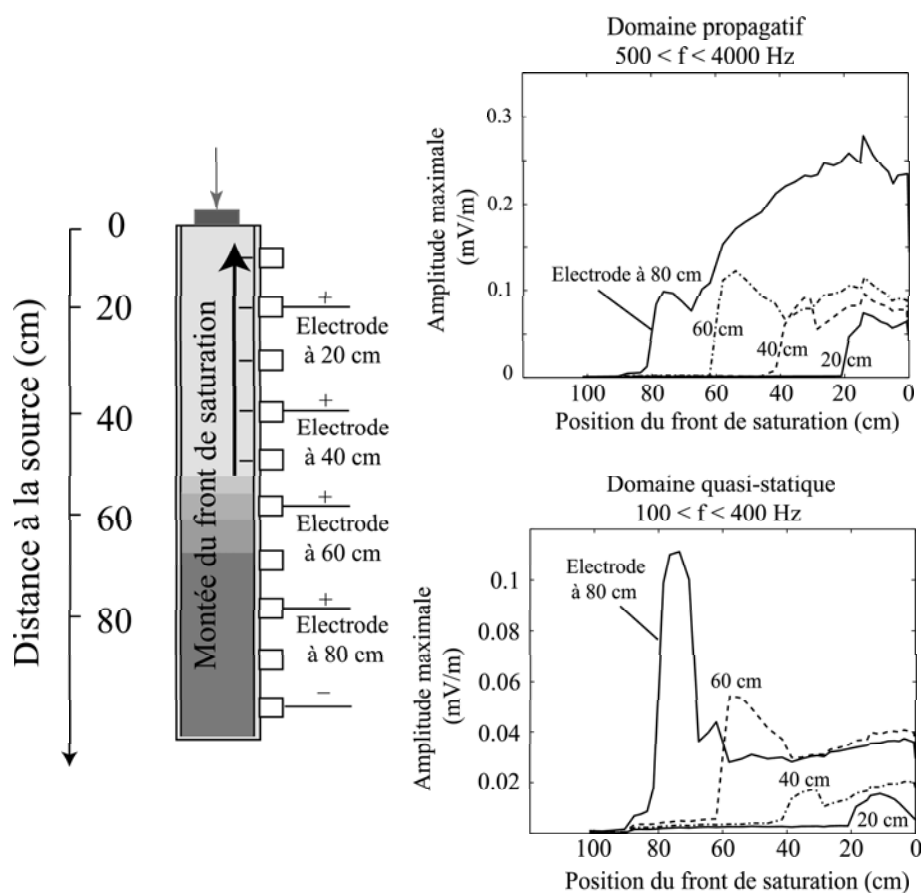 Distance à la source (cm)
0
20
40
60
80
Montée du front de saturation
+
Electrode
à 20 cm
+
Electrode
à 40 cm
+
Electrode
à 60 cm
+
Electrode
à 80 cm
−
Domaine propagatif
500 < f < 4000 Hz
Amplitude maximale
(mV/m)
0.3
0.2
0.1
0
Electrode à 80 cm
60 cm
40 cm
20 cm
100 80 60 40 20 0
Position du front de saturation (cm)
Domaine quasi-statique
100 < f < 400 Hz
Amplitude maximale
(mV/m)
0.1
0.08
0.06
0.04
0.02
Electrode
à 80 cm
60 cm
40 cm
20 cm
100 80 60 40 20 0
Position du front de saturation (cm)